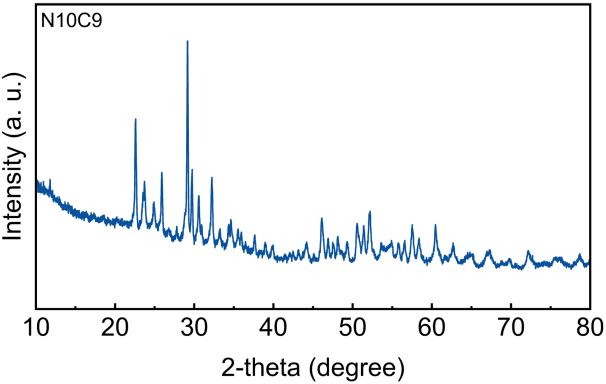 N10C9
Intensity (a. u.)
10 20 30 40 50 60 70 80
2-theta (degree)